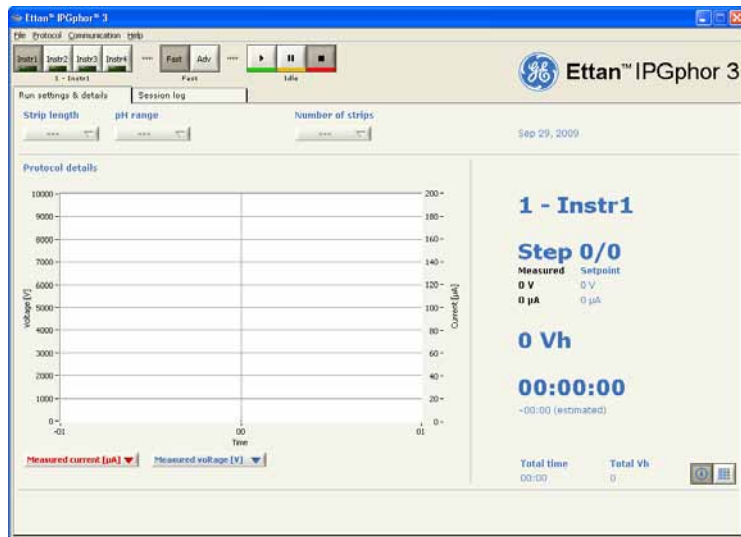 Ettan™ IPGphor™ 3
File Protocol Communication Help
Instr1 Instr2 Instr3 Instr4 ---- Fast Adv ----
1 - Instr1 Fast Idle
GE Ettan™ IPGphor 3
Run settings & details Session log
Strip length pH range Number of strips
--- --- ---
Sep 29, 2009
Protocol details
10000 200
9000 180
8000 160
7000 140
6000 120
5000 100
4000 80
3000 60
2000 40
1000 20
0 0
Voltage [V]
Current [µA]
-01 00 01
Time
Measured current [µA] Measured voltage [V]
1 - Instr1
Step 0/0
Measured Setpoint
0 V 0 V
0 µA 0 µA
0 Vh
00:00:00
~00:00 (estimated)
Total time Total Vh
00:00 0